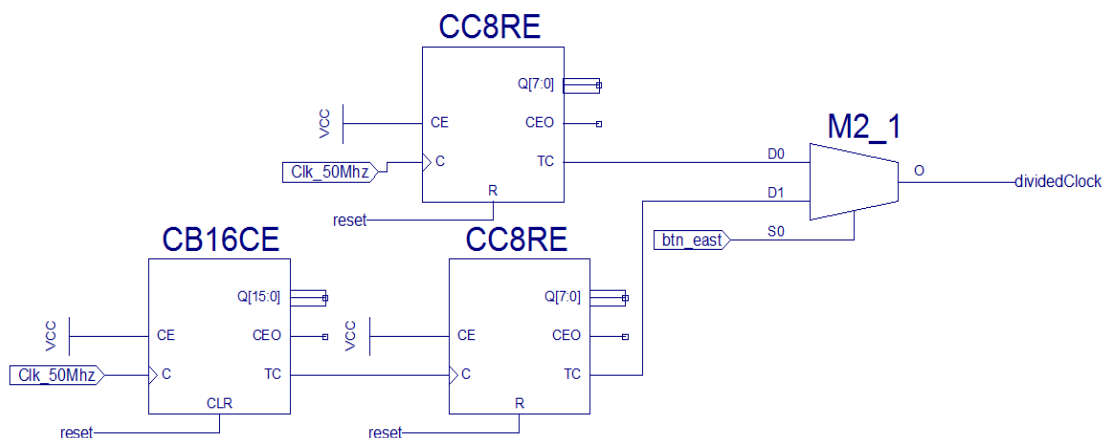 CC8RE
Q[7:0]
VCC
CE
CEO
Clk_50Mhz
C
TC
R
reset
M2_1
D0
D1
O
dividedClock
btn_east
S0
CB16CE
Q[15:0]
VCC
CE
CEO
Clk_50Mhz
C
TC
CLR
reset
CC8RE
Q[7:0]
VCC
CE
CEO
C
TC
R
reset